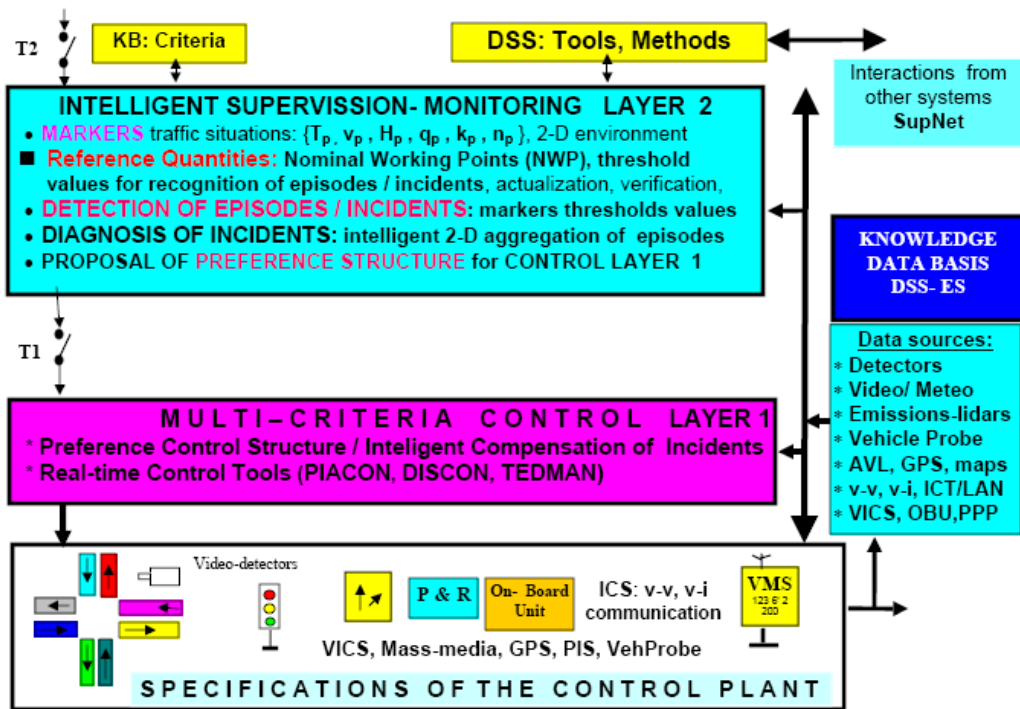 T2
KB: Criteria
DSS: Tools, Methods
Interactions from
other systems
SupNet
INTELLIGENT SUPERVISSION- MONITORING LAYER 2
• MARKERS traffic situations: {Tp, vp, Hp, qp, kp, np}, 2-D environment
■ Reference Quantities: Nominal Working Points (NWP), threshold
values for recognition of episodes / incidents, actualization, verification,
• DETECTION OF EPISODES / INCIDENTS: markers thresholds values
• DIAGNOSIS OF INCIDENTS: intelligent 2-D aggregation of episodes
• PROPOSAL OF PREFERENCE STRUCTURE for CONTROL LAYER 1
KNOWLEDGE
DATA BASIS
DSS- ES
T1
Data sources:
* Detectors
* Video/ Meteo
* Emissions-lidars
* Vehicle Probe
* AVL, GPS, maps
* v-v, v-i, ICT/LAN
* VICS, OBU,PPP
MULTI–CRITERIA CONTROL LAYER 1
* Preference Control Structure / Inteligent Compensation of Incidents
* Real-time Control Tools (PIACON, DISCON, TEDMAN)
Video-detectors
P & R
On- Board
Unit
ICS: v-v, v-i
communication
VMS
123 E' 2
200
VICS, Mass-media, GPS, PIS, VehProbe
SPECIFICATIONS OF THE CONTROL PLANT